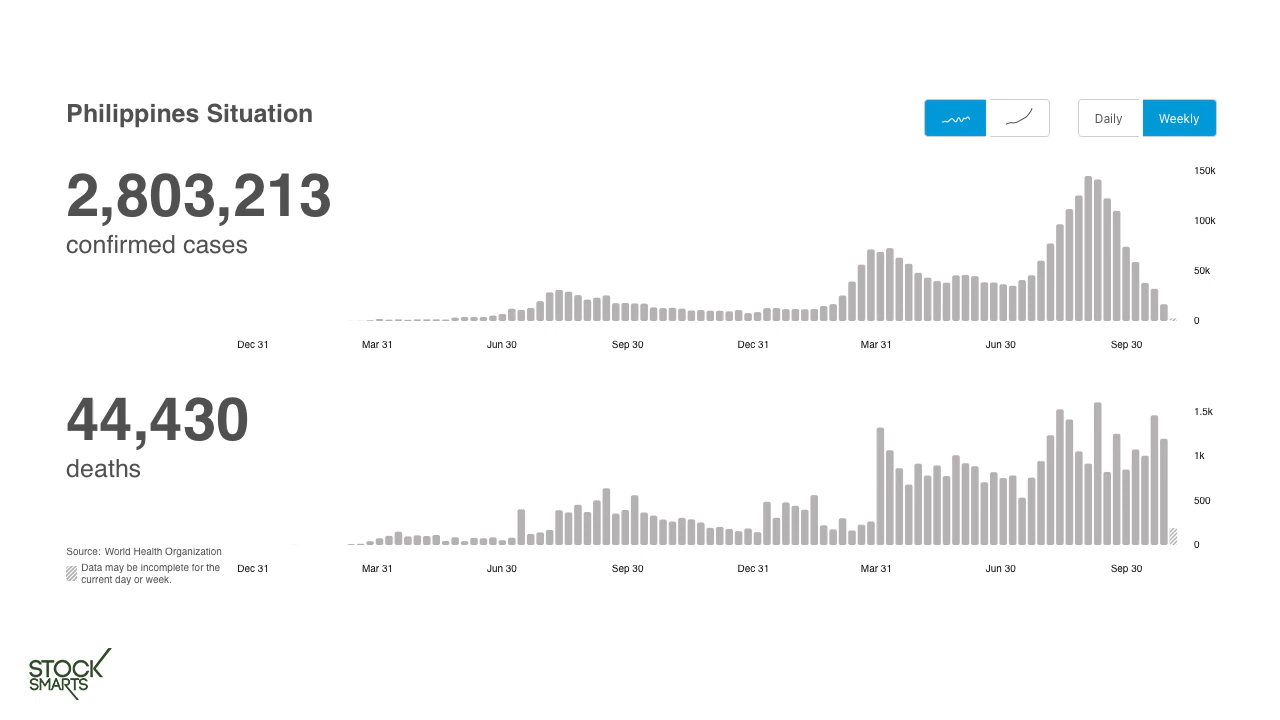 Philippines Situation
Daily
Weekly
2,803,213
confirmed cases
150k
100k
50k
0
Dec 31
Mar 31
Jun 30
Sep 30
Dec 31
Mar 31
Jun 30
Sep 30
44,430
deaths
1.5k
1k
500
0
Source: World Health Organization
Data may be incomplete for the
current day or week.
Dec 31
Mar 31
Jun 30
Sep 30
Dec 31
Mar 31
Jun 30
Sep 30
STOCK
SMARTS